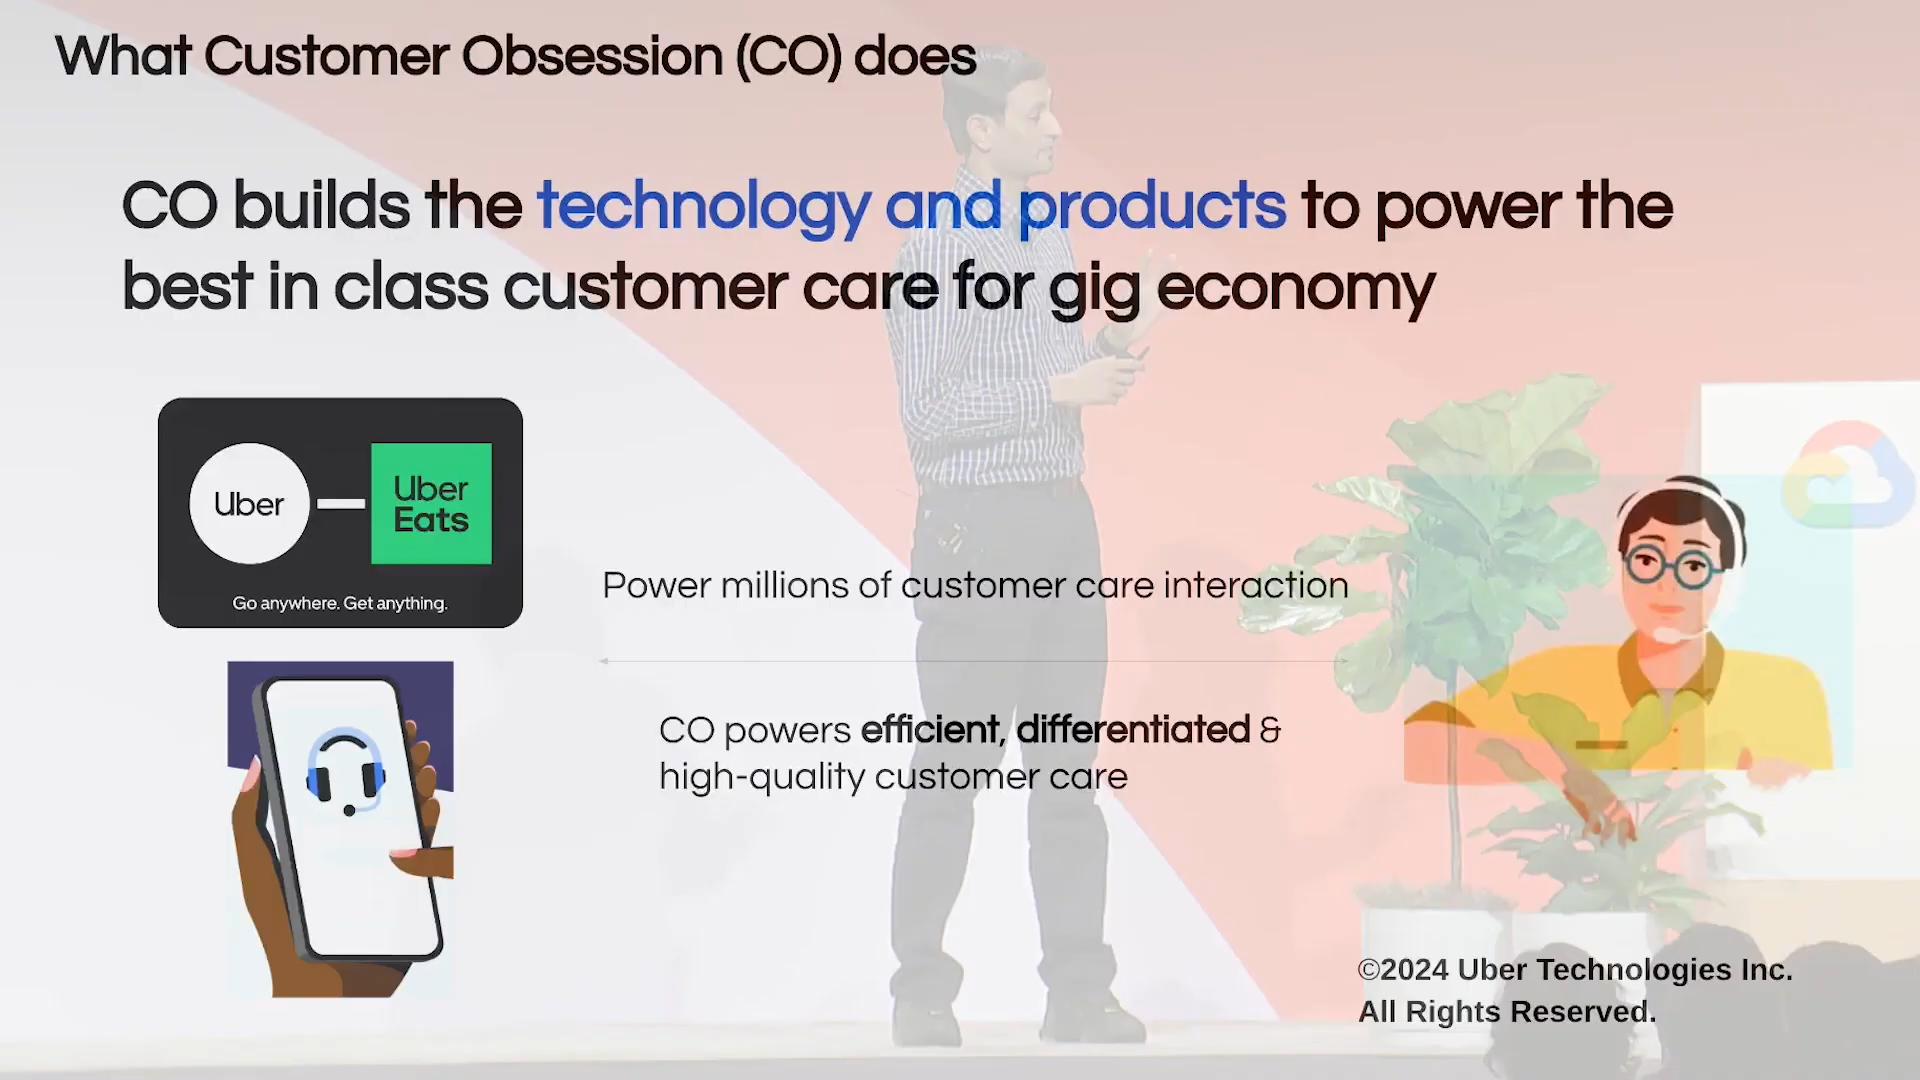 What Customer Obsession (CO) does
CO builds the technology and products to power the
best in class customer care for gig economy
Uber
Uber
Eats
Go anywhere. Get anything.
Power millions of customer care interaction
CO powers efficient, differentiated &
high-quality customer care
©2024 Uber Technologies Inc.
All Rights Reserved.